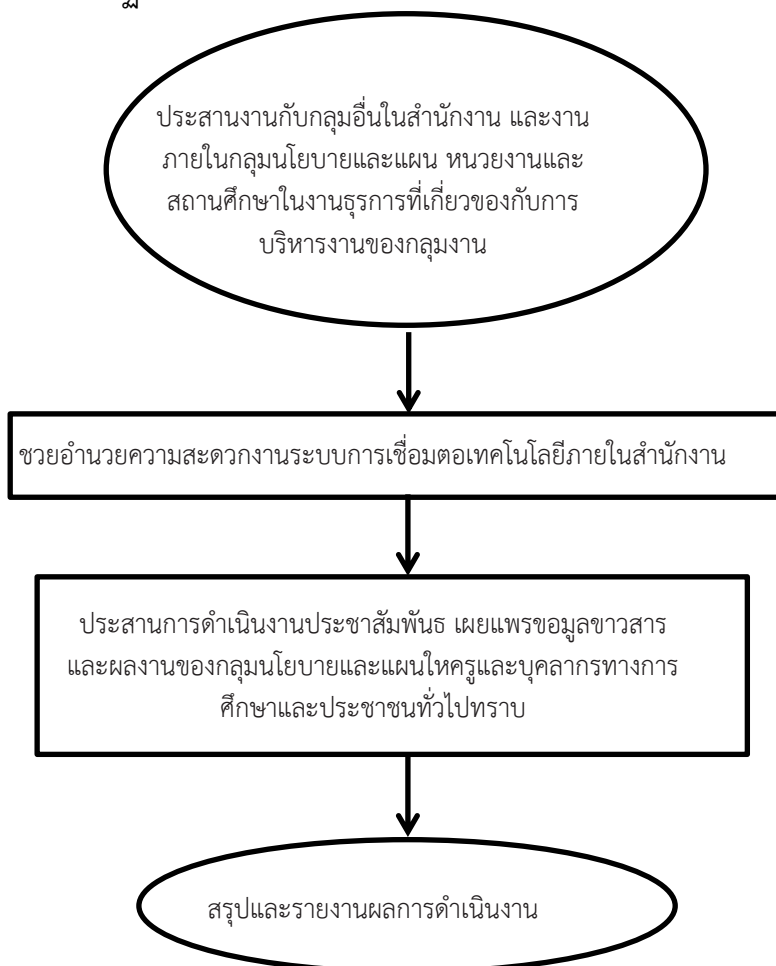 ประสานงานกับกลุมอื่นในสำนักงาน และงาน
ภายในกลุมนโยบายและแผน หนวยงานและ
สถานศึกษาในงานธุรการที่เกี่ยวของกับการ
บริหารงานของกลุมงาน
ชวยอำนวยความสะดวกงานระบบการเชื่อมตอเทคโนโลยีภายในสำนักงาน
ประสานการดำเนินงานประชาสัมพันธ เผยแพรขอมูลขาวสาร
และผลงานของกลุมนโยบายและแผนใหครูและบุคลากรทางการ
ศึกษาและประชาชนทั่วไปทราบ
สรุปและรายงานผลการดำเนินงาน